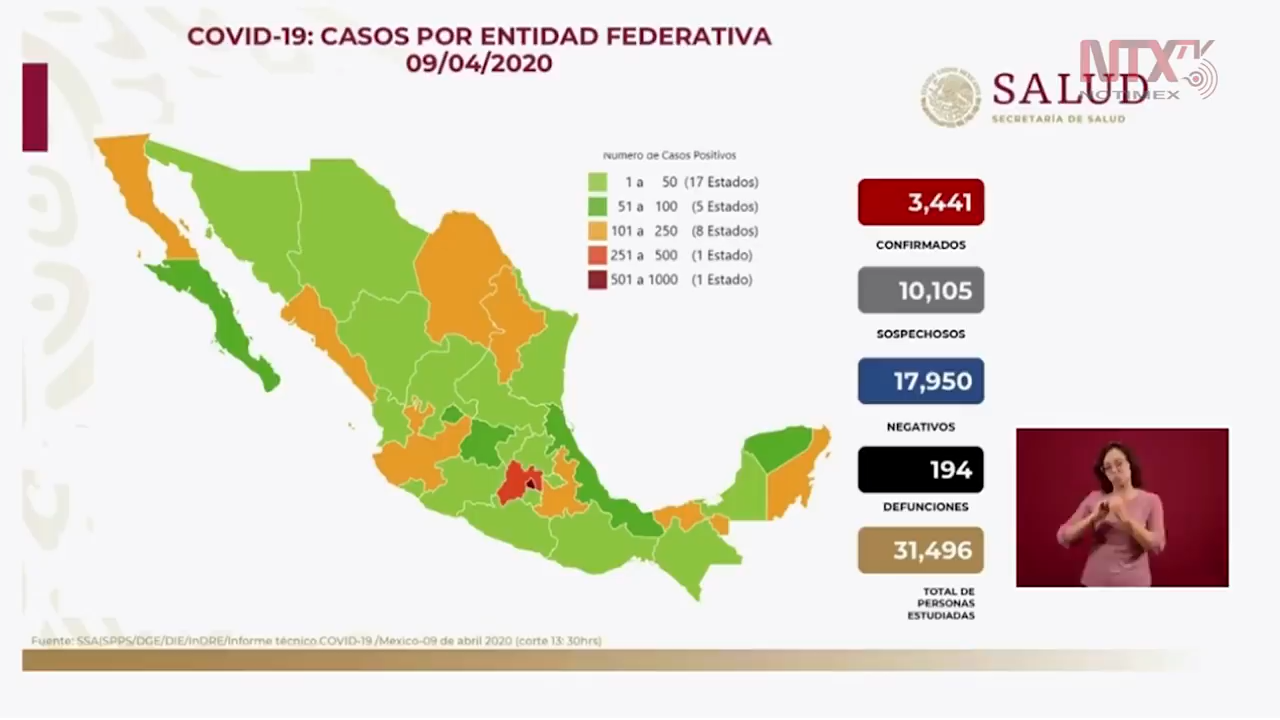 COVID-19: CASOS POR ENTIDAD FEDERATIVA
09/04/2020
NTXTV
NOTIMEX
SALUD
SECRETARÍA DE SALUD
Número de Casos Positivos
1 a 50 (17 Estados)
51 a 100 (5 Estados)
101 a 250 (8 Estados)
251 a 500 (1 Estado)
501 a 1000 (1 Estado)
3,441
CONFIRMADOS
10,105
SOSPECHOSOS
17,950
NEGATIVOS
194
DEFUNCIONES
31,496
TOTAL DE
PERSONAS
ESTUDIADAS
Fuente: SSA(SPPS/DGE/DIE/InDRE/Informe técnico.COVID-19 /Mexico-09 de abril 2020 (corte 13: 30hrs)